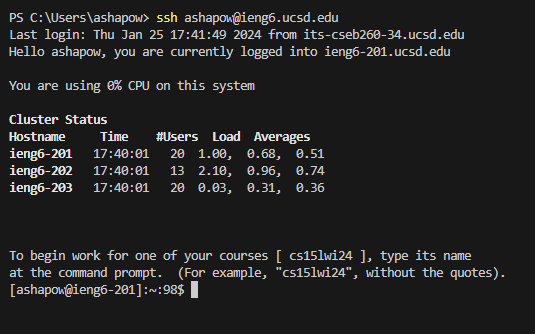 PS C:\Users\ashapow> ssh ashapow@ieng6.ucsd.edu
Last login: Thu Jan 25 17:41:49 2024 from its-cseb260-34.ucsd.edu
Hello ashapow, you are currently logged into ieng6-201.ucsd.edu
You are using 0% CPU on this system
Cluster Status
Hostname     Time    #Users  Load  Averages
ieng6-201   17:40:01   20  1.00,  0.68,  0.51
ieng6-202   17:40:01   13  2.10,  0.96,  0.74
ieng6-203   17:40:01   20  0.03,  0.31,  0.36
To begin work for one of your courses [ cs15lwi24 ], type its name
at the command prompt.  (For example, "cs15lwi24", without the quotes).
[ashapow@ieng6-201]:~:98$